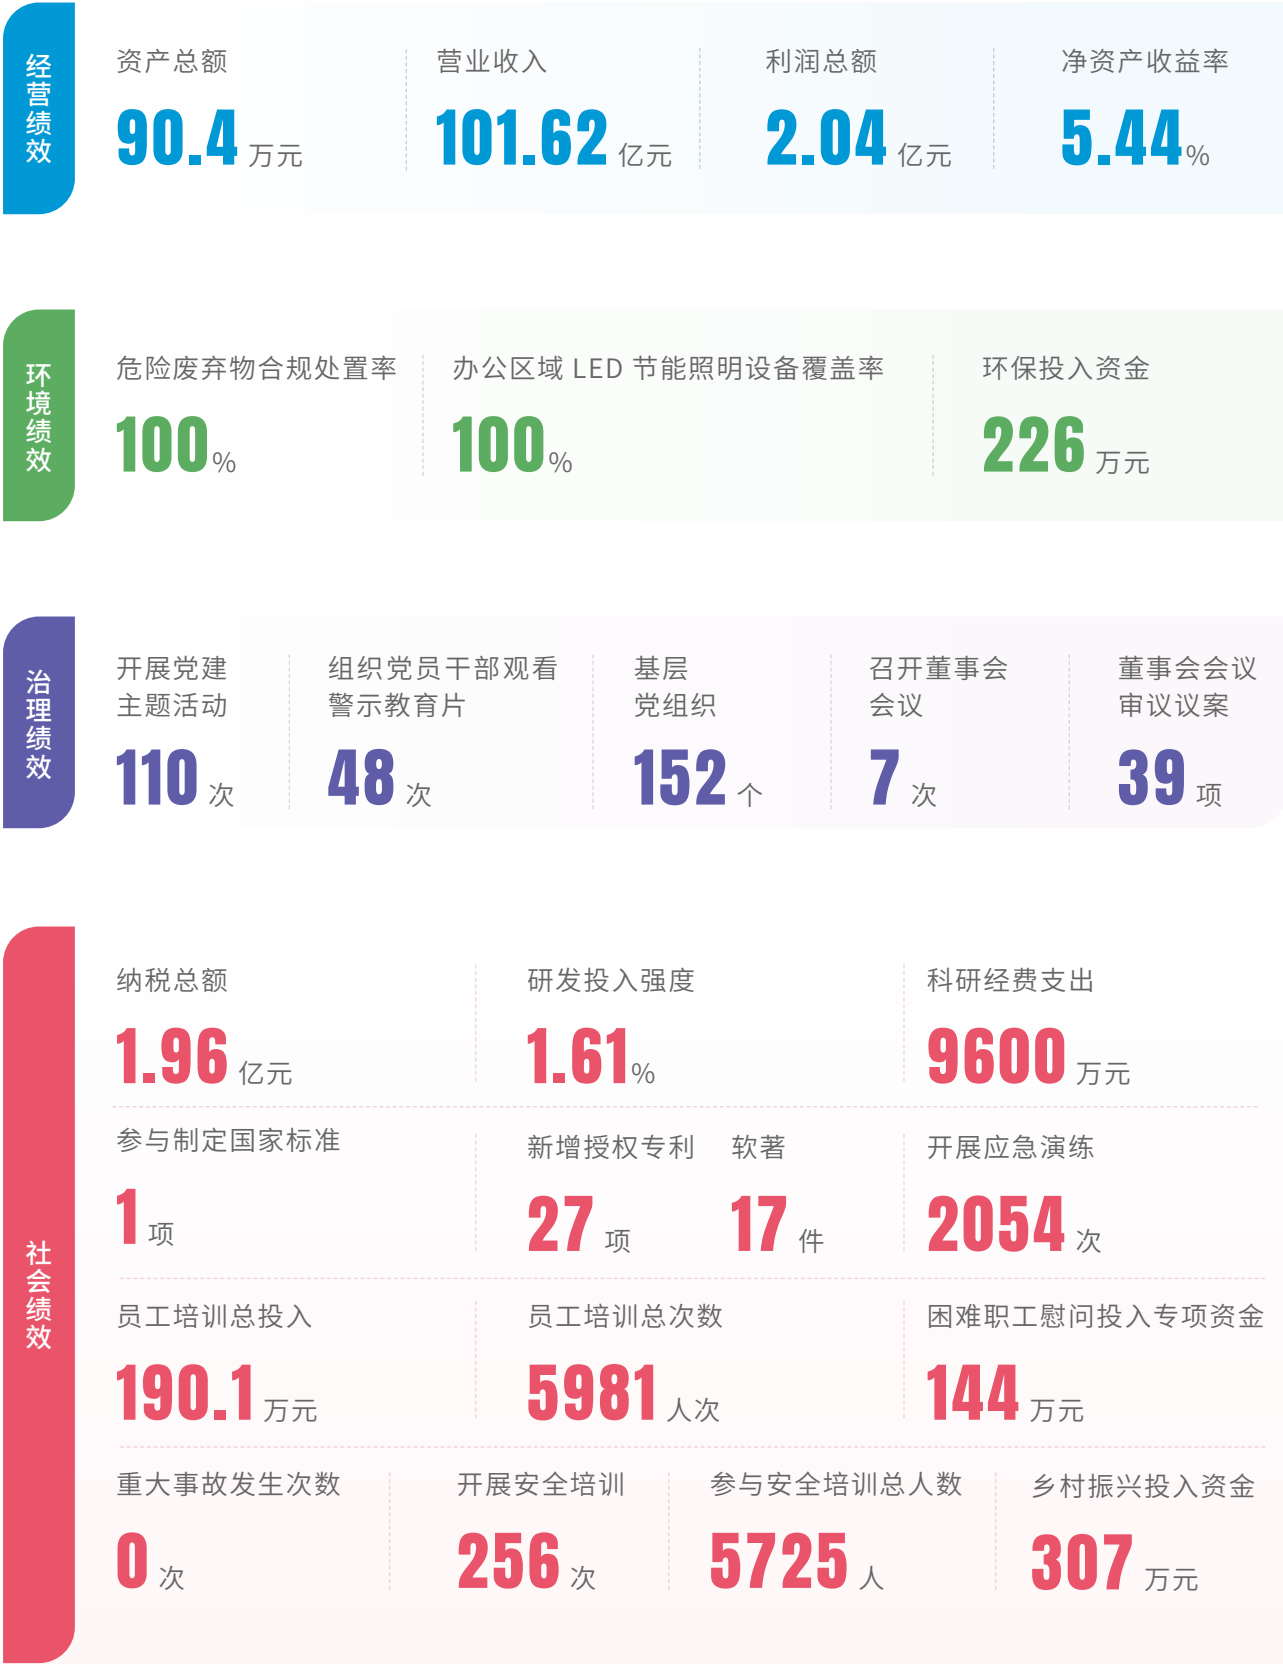 经营绩效
资产总额
90.4 万元
营业收入
101.62 亿元
利润总额
2.04 亿元
净资产收益率
5.44%
环境绩效
危险废弃物合规处置率
100%
办公区域 LED 节能照明设备覆盖率
100%
环保投入资金
226 万元
治理绩效
开展党建
主题活动
110 次
组织党员干部观看
警示教育片
48 次
基层
党组织
152 个
召开董事会
会议
7 次
董事会会议
审议议案
39 项
社会绩效
纳税总额
1.96 亿元
研发投入强度
1.61%
科研经费支出
9600 万元
参与制定国家标准
1 项
新增授权专利
27 项
软著
17 件
开展应急演练
2054 次
员工培训总投入
190.1 万元
员工培训总次数
5981 人次
困难职工慰问投入专项资金
144 万元
重大事故发生次数
0 次
开展安全培训
256 次
参与安全培训总人数
5725 人
乡村振兴投入资金
307 万元